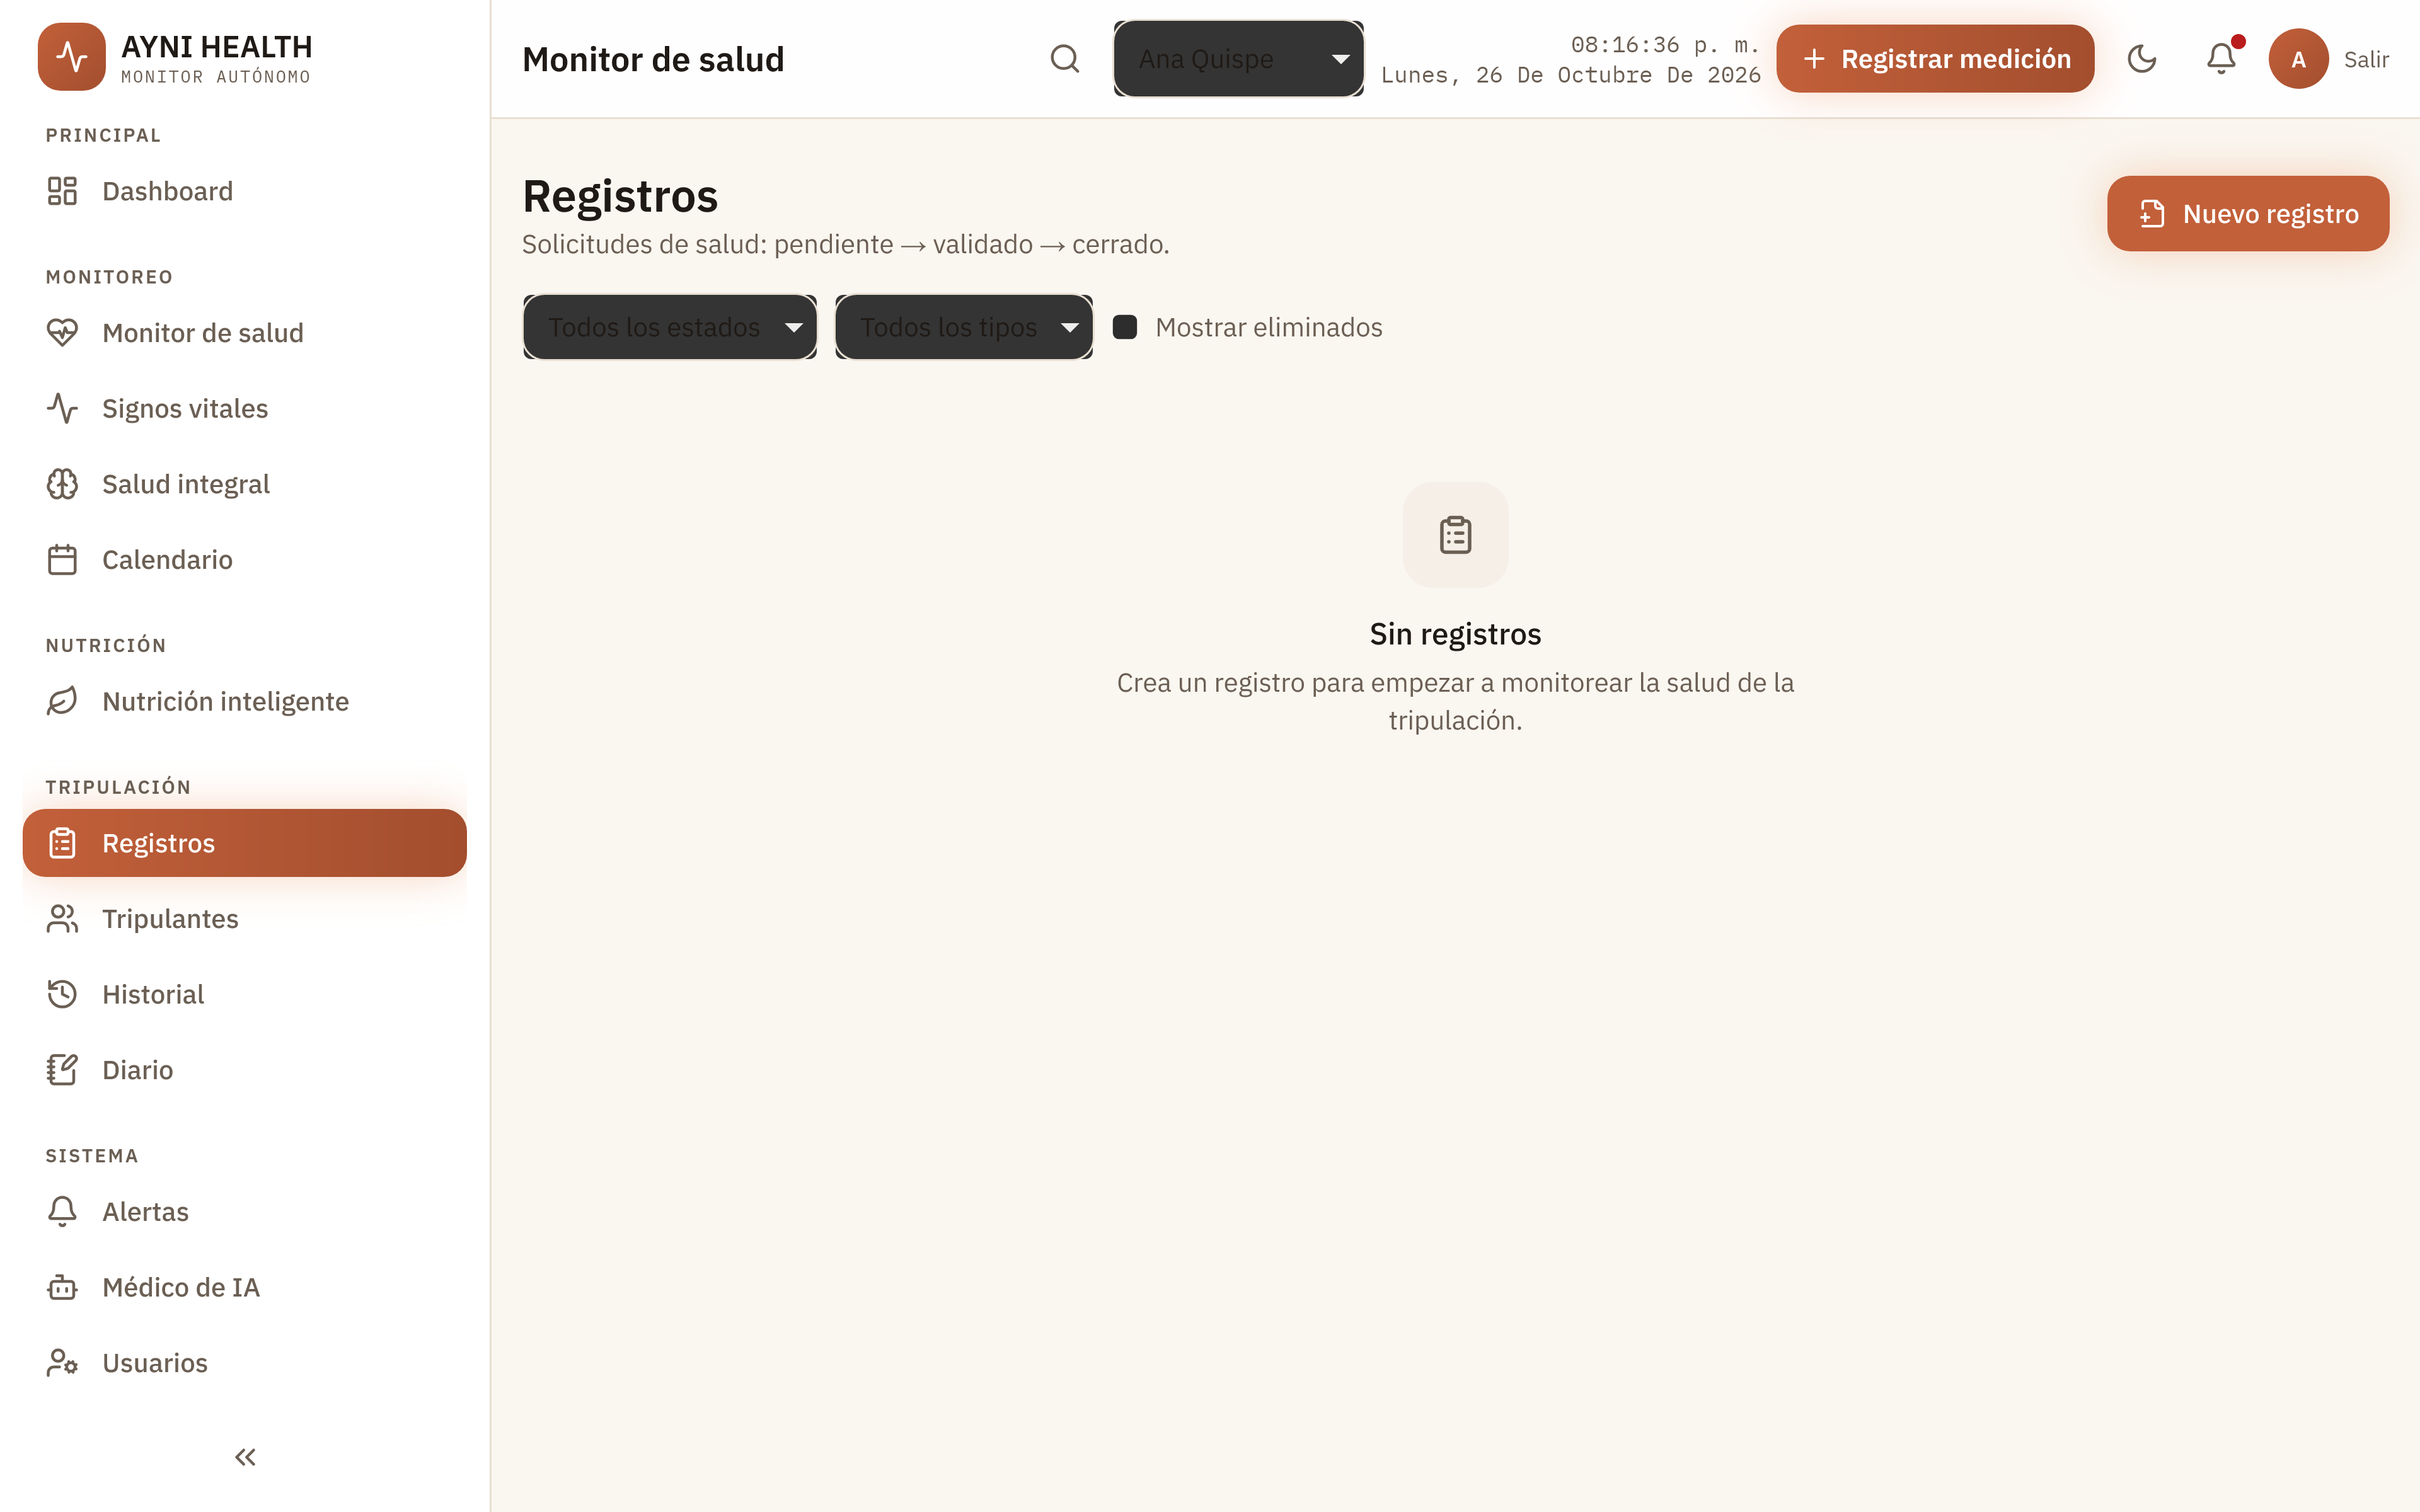 AYNI HEALTH
MONITOR AUTÓNOMO
PRINCIPAL
Dashboard
MONITOREO
Monitor de salud
Signos vitales
Salud integral
Calendario
NUTRICIÓN
Nutrición inteligente
TRIPULACIÓN
Registros
Tripulantes
Historial
Diario
SISTEMA
Alertas
Médico de IA
Usuarios
Monitor de salud
Ana Quispe
08:16:36 p. m.
Lunes, 26 De Octubre De 2026
Registrar medición
A
Salir
Registros
Solicitudes de salud: pendiente → validado → cerrado.
Nuevo registro
Todos los estados
Todos los tipos
Mostrar eliminados
Sin registros
Crea un registro para empezar a monitorear la salud de la
tripulación.